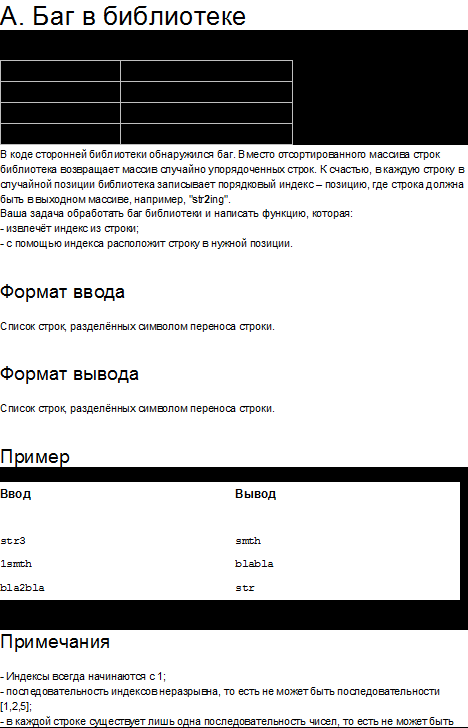 А. Баг в библиотеке
В коде сторонней библиотеки обнаружился баг. Вместо отсортированного массива строк
библиотека возвращает массив случайно упорядоченных строк. К счастью, в каждую строку в
случайной позиции библиотека записывает порядковый индекс – позицию, где строка должна
быть в выходном массиве, например, "str2ing".
Ваша задача обработать баг библиотеки и написать функцию, которая:
- извлечёт индекс из строки;
- с помощью индекса расположит строку в нужной позиции.
Формат ввода
Список строк, разделённых символом переноса строки.
Формат вывода
Список строк, разделённых символом переноса строки.
Пример
Ввод Вывод
str3 smth
1smth blabla
bla2bla str
Примечания
- Индексы всегда начинаются с 1;
- последовательность индексов неразрывна, то есть не может быть последовательности
[1,2,5];
- в каждой строке существует лишь одна последовательность чисел, то есть не может быть